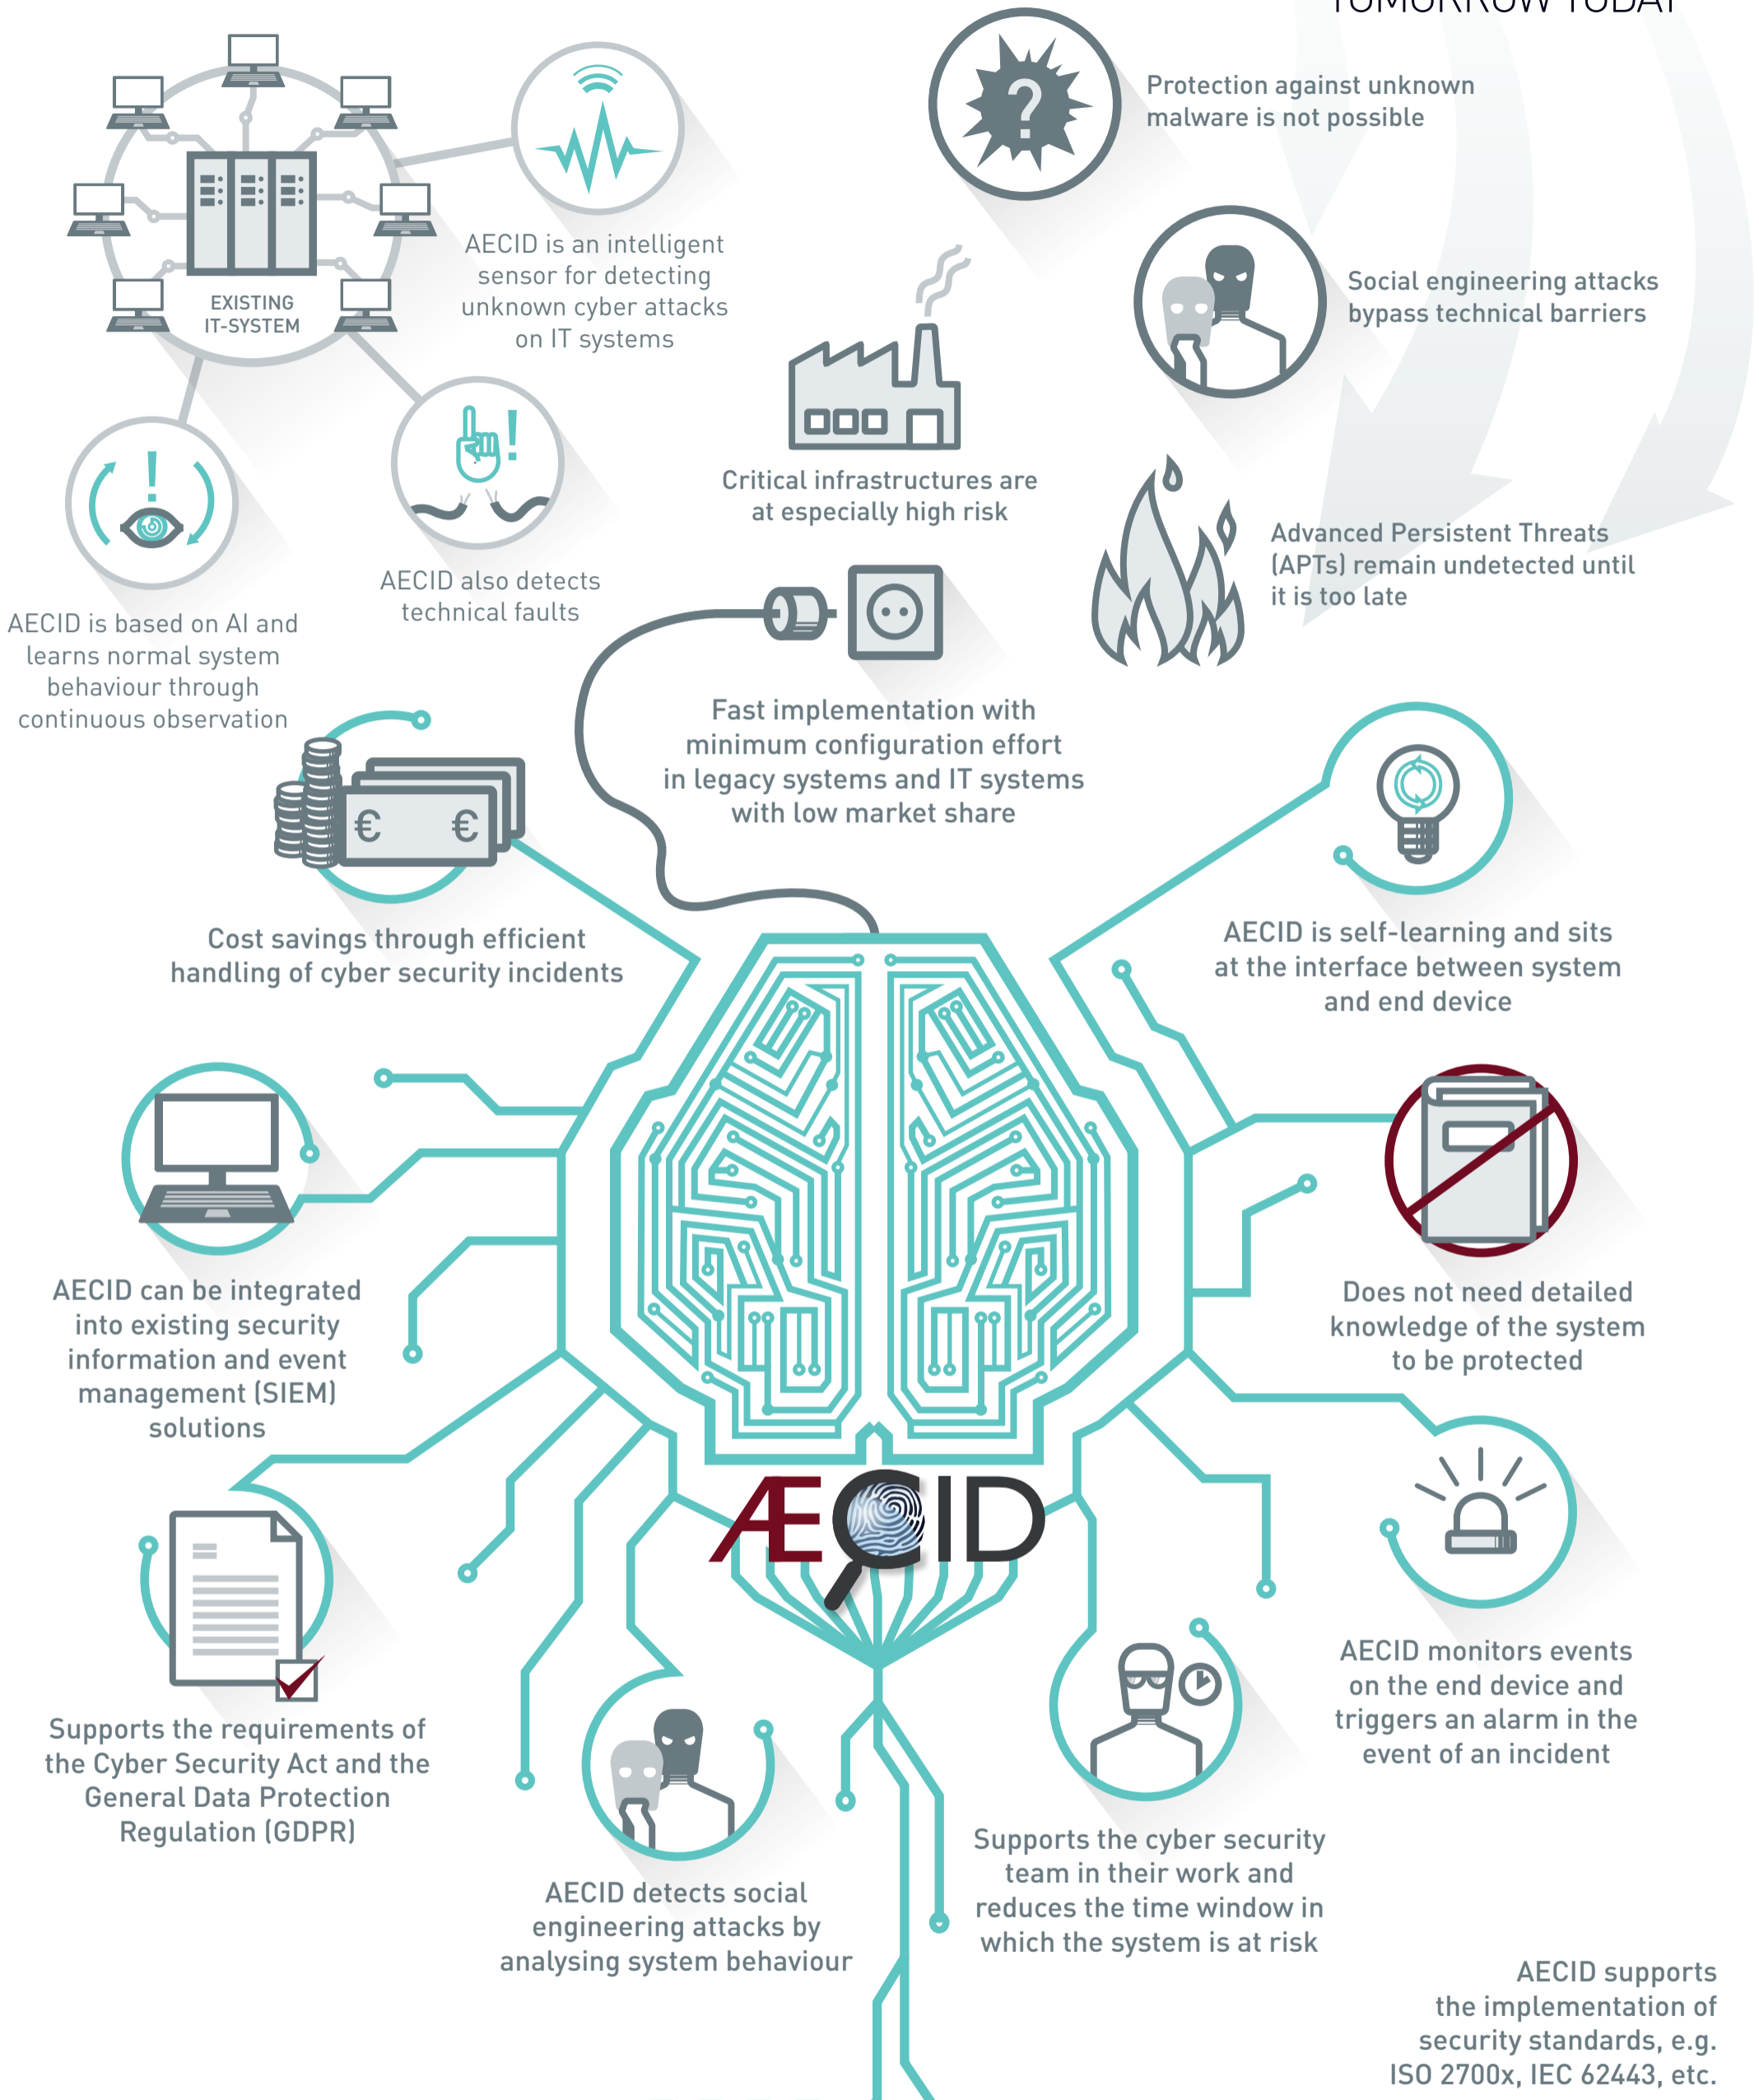 TOMORROW TODAY
Protection against unknown
malware is not possible
EXISTING
IT-SYSTEM
AECID is an intelligent
sensor for detecting
unknown cyber attacks
on IT systems
Social engineering attacks
bypass technical barriers
Critical infrastructures are
at especially high risk
Advanced Persistent Threats
(APTs) remain undetected until
it is too late
AECID also detects
technical faults
AECID is based on AI and
learns normal system
behaviour through
continuous observation
Fast implementation with
minimum configuration effort
in legacy systems and IT systems
with low market share
€ €
Cost savings through efficient
handling of cyber security incidents
AECID is self-learning and sits
at the interface between system
and end device
AECID can be integrated
into existing security
information and event
management (SIEM)
solutions
Does not need detailed
knowledge of the system
to be protected
ÆCID
AECID monitors events
on the end device and
triggers an alarm in the
event of an incident
Supports the requirements of
the Cyber Security Act and the
General Data Protection
Regulation (GDPR)
AECID detects social
engineering attacks by
analysing system behaviour
Supports the cyber security
team in their work and
reduces the time window in
which the system is at risk
AECID supports
the implementation of
security standards, e.g.
ISO 2700x, IEC 62443, etc.